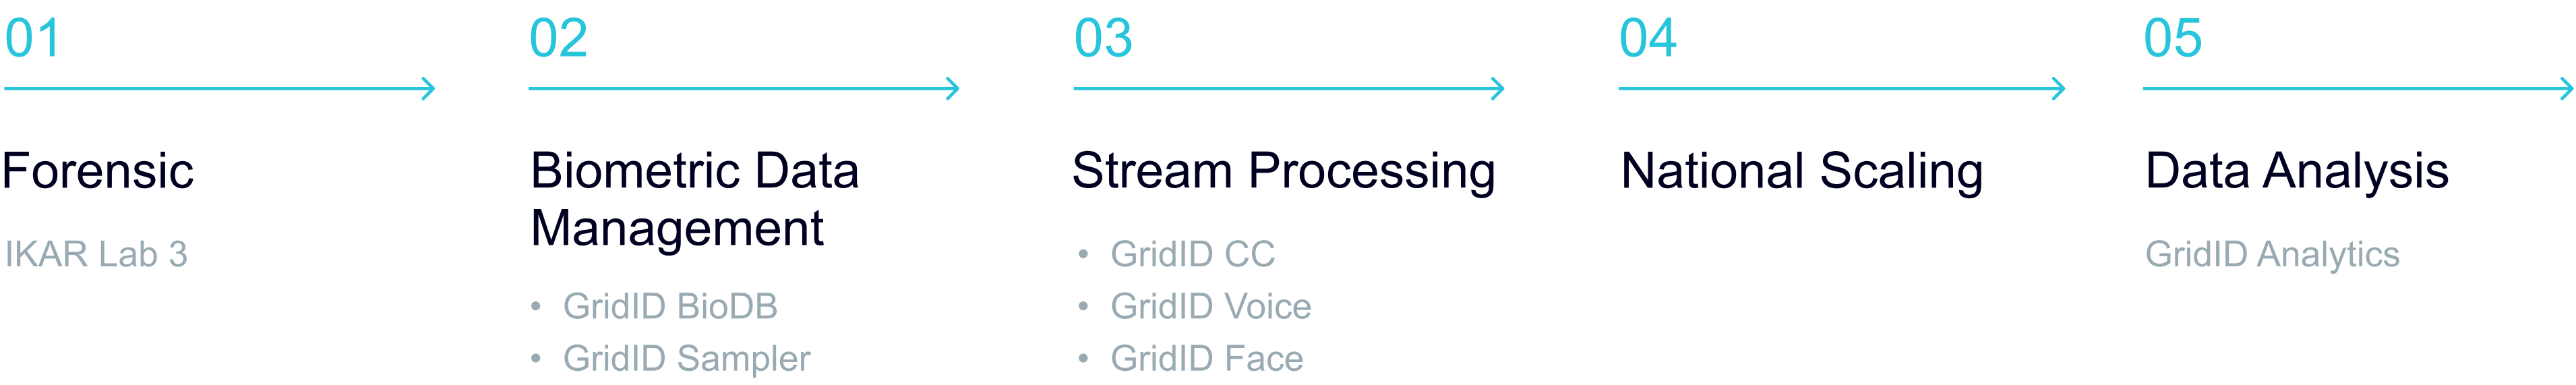 01
Forensic
IKAR Lab 3
02
Biometric Data
Management
• GridID BioDB
• GridID Sampler
03
Stream Processing
• GridID CC
• GridID Voice
• GridID Face
04
National Scaling
05
Data Analysis
GridID Analytics